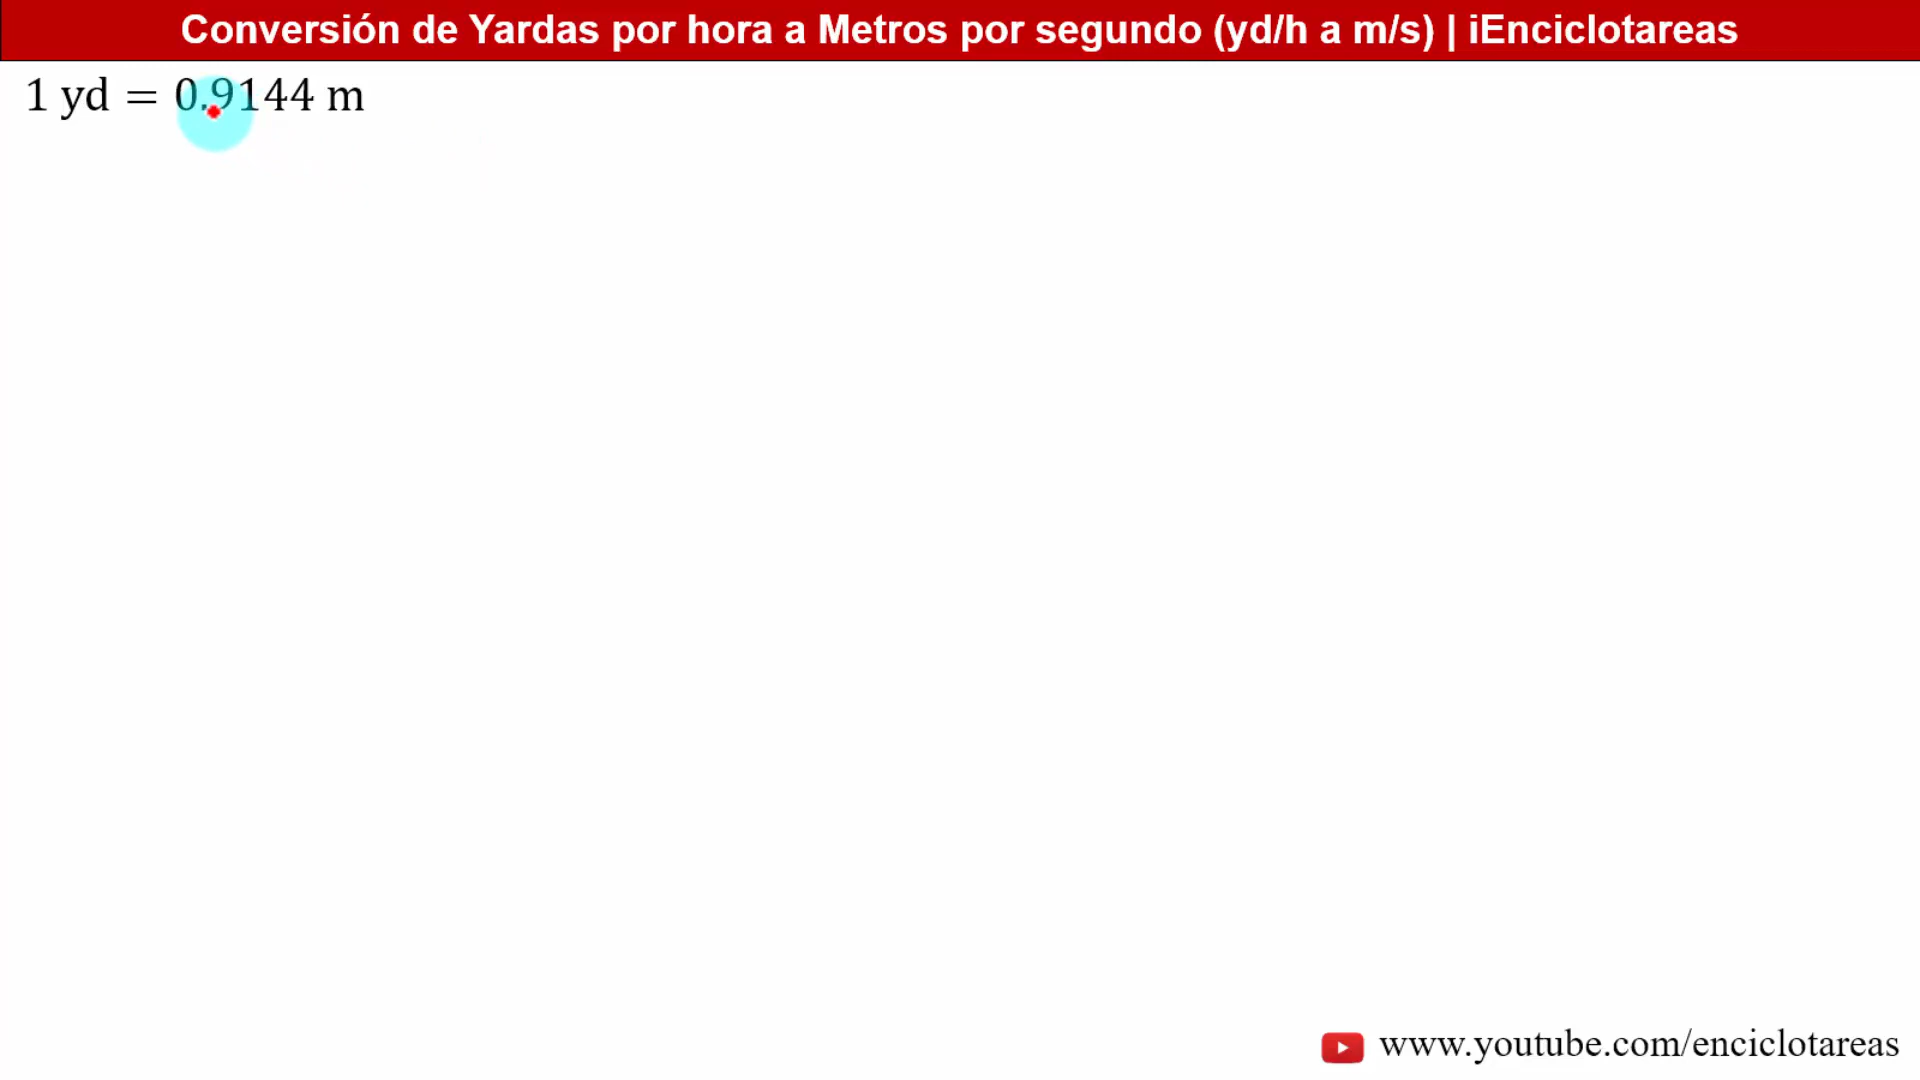 Conversión de Yardas por hora a Metros por segundo (yd/h a m/s) | iEnciclotareas
1 yd = 0.9144 m
www.youtube.com/enciclotareas